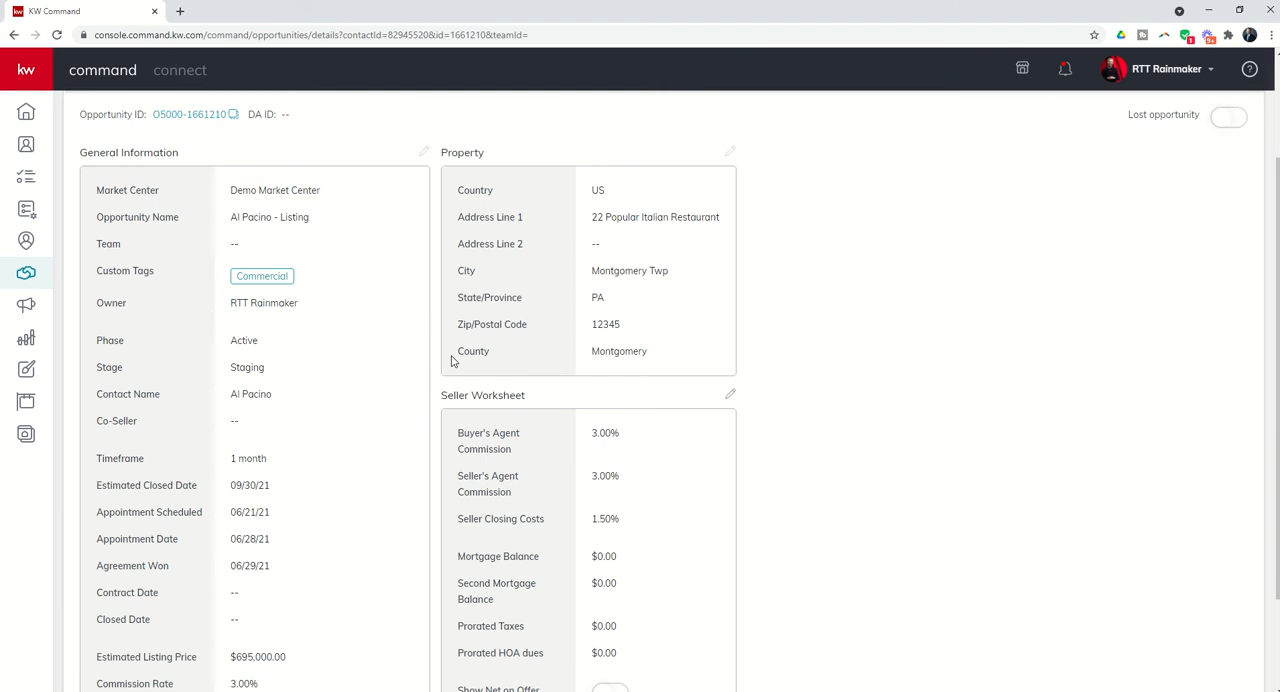 kw KW Command
console.command.kw.com/command/opportunities/details?contactId=82945520&id=1661210&teamId=
1
9+
kw command connect
RTT Rainmaker
Opportunity ID: O5000-1661210 DA ID: --
Lost opportunity
General Information
Market Center Demo Market Center
Opportunity Name Al Pacino - Listing
Team --
Custom Tags Commercial
Owner RTT Rainmaker
Phase Active
Stage Staging
Contact Name Al Pacino
Co-Seller --
Timeframe 1 month
Estimated Closed Date 09/30/21
Appointment Scheduled 06/21/21
Appointment Date 06/28/21
Agreement Won 06/29/21
Contract Date --
Closed Date --
Estimated Listing Price $695,000.00
Commission Rate 3.00%
Property
Country US
Address Line 1 22 Popular Italian Restaurant
Address Line 2 --
City Montgomery Twp
State/Province PA
Zip/Postal Code 12345
County Montgomery
Seller Worksheet
Buyer's Agent 3.00%
Commission
Seller's Agent 3.00%
Commission
Seller Closing Costs 1.50%
Mortgage Balance $0.00
Second Mortgage $0.00
Balance
Prorated Taxes $0.00
Prorated HOA dues $0.00
Show Net on Offer